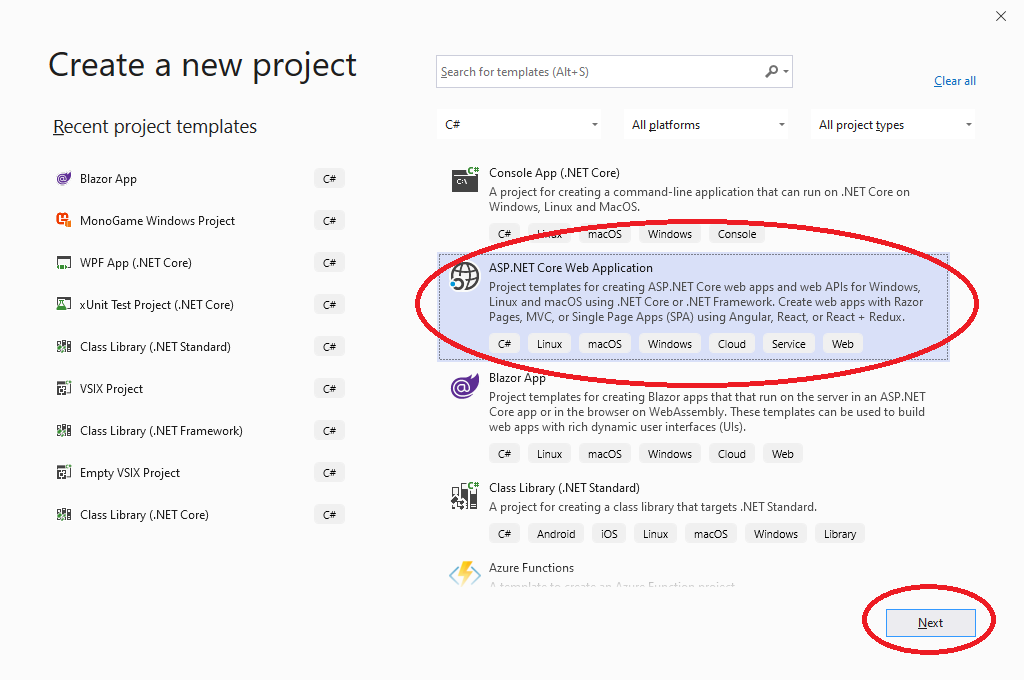 Create a new project
Search for templates (Alt+S)
Clear all
Recent project templates
C#
All platforms
All project types
Blazor App
C#
MonoGame Windows Project
C#
WPF App (.NET Core)
C#
xUnit Test Project (.NET Core)
C#
Class Library (.NET Standard)
C#
VSIX Project
C#
Class Library (.NET Framework)
C#
Empty VSIX Project
C#
Class Library (.NET Core)
C#
Console App (.NET Core)
A project for creating a command-line application that can run on .NET Core on
Windows, Linux and MacOS.
C# Linux macOS Windows Console
ASP.NET Core Web Application
Project templates for creating ASP.NET Core web apps and web APIs for Windows,
Linux and macOS using .NET Core or .NET Framework. Create web apps with Razor
Pages, MVC, or Single Page Apps (SPA) using Angular, React, or React + Redux.
C# Linux macOS Windows Cloud Service Web
Blazor App
Project templates for creating Blazor apps that that run on the server in an ASP.NET
Core app or in the browser on WebAssembly. These templates can be used to build
web apps with rich dynamic user interfaces (UIs).
C# Linux macOS Windows Cloud Web
Class Library (.NET Standard)
A project for creating a class library that targets .NET Standard.
C# Android iOS Linux macOS Windows Library
Azure Functions
A template to create an Azure Function project.
Next